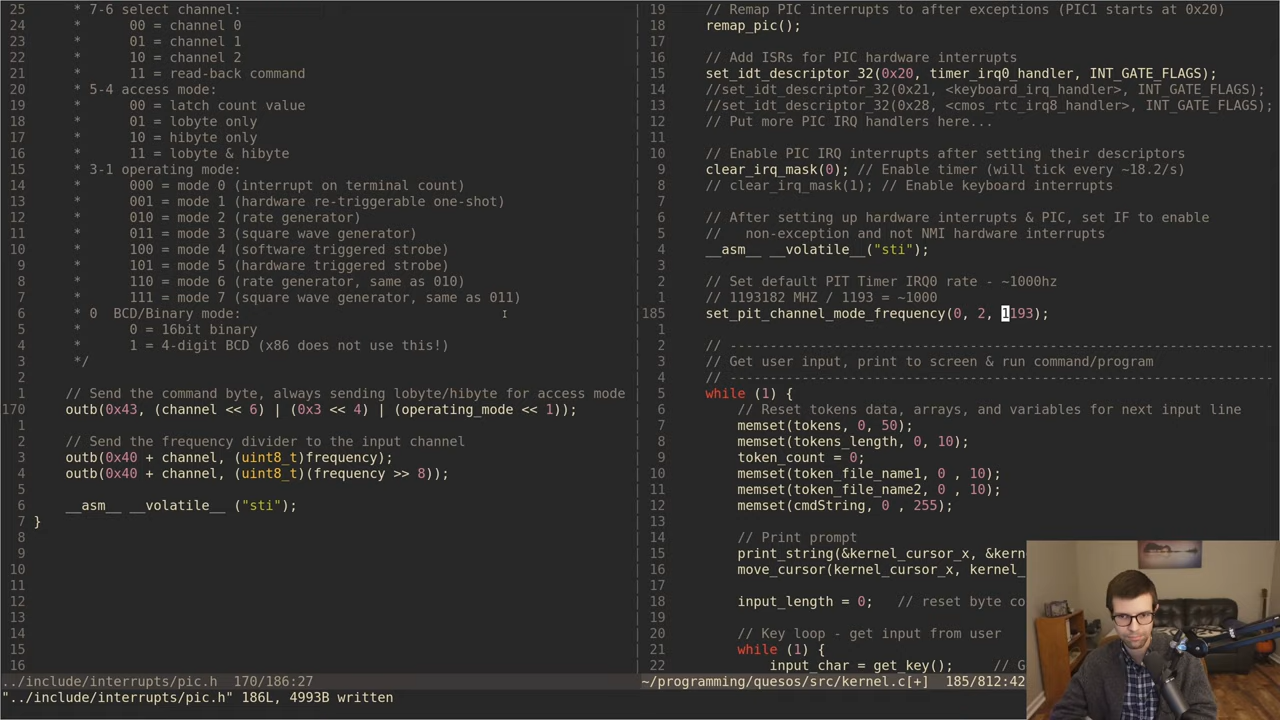 25      * 7-6 select channel:
24      *      00 = channel 0
23      *      01 = channel 1
22      *      10 = channel 2
21      *      11 = read-back command
20      * 5-4 access mode:
19      *      00 = latch count value
18      *      01 = lobyte only
17      *      10 = hibyte only
16      *      11 = lobyte & hibyte
15      * 3-1 operating mode:
14      *      000 = mode 0 (interrupt on terminal count)
13      *      001 = mode 1 (hardware re-triggerable one-shot)
12      *      010 = mode 2 (rate generator)
11      *      011 = mode 3 (square wave generator)
10      *      100 = mode 4 (software triggered strobe)
9      *      101 = mode 5 (hardware triggered strobe)
8      *      110 = mode 6 (rate generator, same as 010)
7      *      111 = mode 7 (square wave generator, same as 011)
6      * 0  BCD/Binary mode:
5      *      0 = 16bit binary
4      *      1 = 4-digit BCD (x86 does not use this!)
3      */
2
1     // Send the command byte, always sending lobyte/hibyte for access mode
170     outb(0x43, (channel << 6) | (0x3 << 4) | (operating_mode << 1));
1
2     // Send the frequency divider to the input channel
3     outb(0x40 + channel, (uint8_t)frequency);
4     outb(0x40 + channel, (uint8_t)(frequency >> 8));
5
6     __asm__ __volatile__ ("sti");
7 }
8
9
10
11
12
13
14
15
16
../include/interrupts/pic.h" 170/186:27
"../include/interrupts/pic.h" 186L, 4993B written
19     // Remap PIC interrupts to after exceptions (PIC1 starts at 0x20)
18     remap_pic();
17
16     // Add ISRs for PIC hardware interrupts
15     set_idt_descriptor_32(0x20, timer_irq0_handler, INT_GATE_FLAGS);
14     //set_idt_descriptor_32(0x21, <keyboard_irq_handler>, INT_GATE_FLAGS);
13     //set_idt_descriptor_32(0x28, <cmos_rtc_irq8_handler>, INT_GATE_FLAGS);
12     // Put more PIC IRQ handlers here...
11
10     // Enable PIC IRQ interrupts after setting their descriptors
9     clear_irq_mask(0); // Enable timer (will tick every ~18.2/s)
8     // clear_irq_mask(1); // Enable keyboard interrupts
7
6     // After setting up hardware interrupts & PIC, set IF to enable
5     //   non-exception and not NMI hardware interrupts
4     __asm__ __volatile__("sti");
3
2     // Set default PIT Timer IRQ0 rate - ~1000hz
1     // 1193182 MHZ / 1193 = ~1000
185     set_pit_channel_mode_frequency(0, 2, 1193);
1
2     // ----------------------------------------------------------------------
3     // Get user input, print to screen & run command/program
4     // ----------------------------------------------------------------------
5     while (1) {
6         // Reset tokens data, arrays, and variables for next input line
7         memset(tokens, 0, 50);
8         memset(tokens_length, 0, 10);
9         token_count = 0;
10         memset(token_file_name1, 0 , 10);
11         memset(token_file_name2, 0 , 10);
12         memset(cmdString, 0 , 255);
13
14         // Print prompt
15         print_string(&kernel_cursor_x, &kern
16         move_cursor(kernel_cursor_x, kernel_
17
18         input_length = 0;   // reset byte co
19
20         // Key loop - get input from user
21         while (1) {
22             input_char = get_key();     // G
~/programming/quesos/src/kernel.c[+]  185/812:42